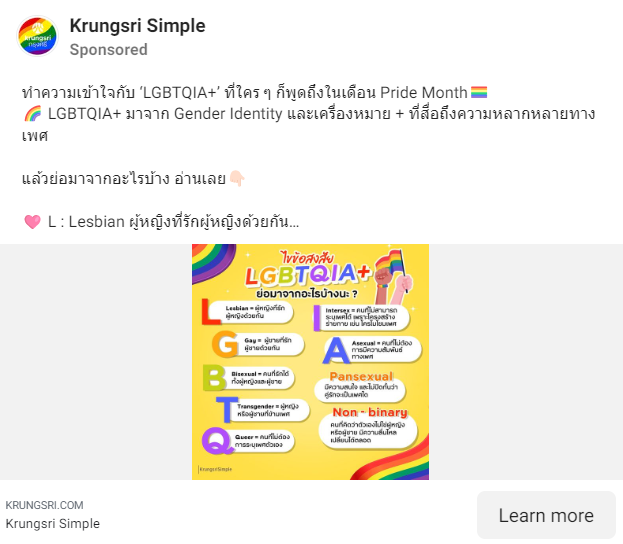 krungsri
กรุงศรี
Krungsri Simple
Sponsored
ทำความเข้าใจกับ ‘LGBTQIA+’ ที่ใคร ๆ ก็พูดถึงในเดือน Pride Month
LGBTQIA+ มาจาก Gender Identity และเครื่องหมาย + ที่สื่อถึงความหลากหลายทาง
เพศ
แล้วย่อมาจากอะไรบ้าง อ่านเลย
L : Lesbian ผู้หญิงที่รักผู้หญิงด้วยกัน…
ไขข้อสงสัย
LGBTQIA+
ย่อมาจากอะไรบ้างนะ ?
L
Lesbian = ผู้หญิงที่รัก
ผู้หญิงด้วยกัน
G
Gay = ผู้ชายที่รัก
ผู้ชายด้วยกัน
B
Bisexual = คนที่รักได้
ทั้งผู้หญิงและผู้ชาย
T
Transgender = ผู้หญิง
หรือผู้ชายที่ข้ามเพศ
Q
Queer = คนที่ไม่ต้อง
การระบุเพศตัวเอง
I
Intersex = คนที่ไม่สามารถ
ระบุเพศได้ เพราะโครงสร้าง
ร่างกาย เช่น โครโมโซมเพศ
A
Asexual = คนที่ไม่ต้อง
การมีความสัมพันธ์
ทางเพศ
Pansexual
มีความสนใจ และไม่ปิดกั้นว่า
คู่รักจะเป็นเพศใด
Non - binary
คนที่คิดว่าตัวเองไม่ใช่ผู้หญิง
หรือผู้ชาย มีความลื่นไหล
เปลี่ยนได้ตลอด
KrungsriSimple
KRUNGSRI.COM
Krungsri Simple
Learn more